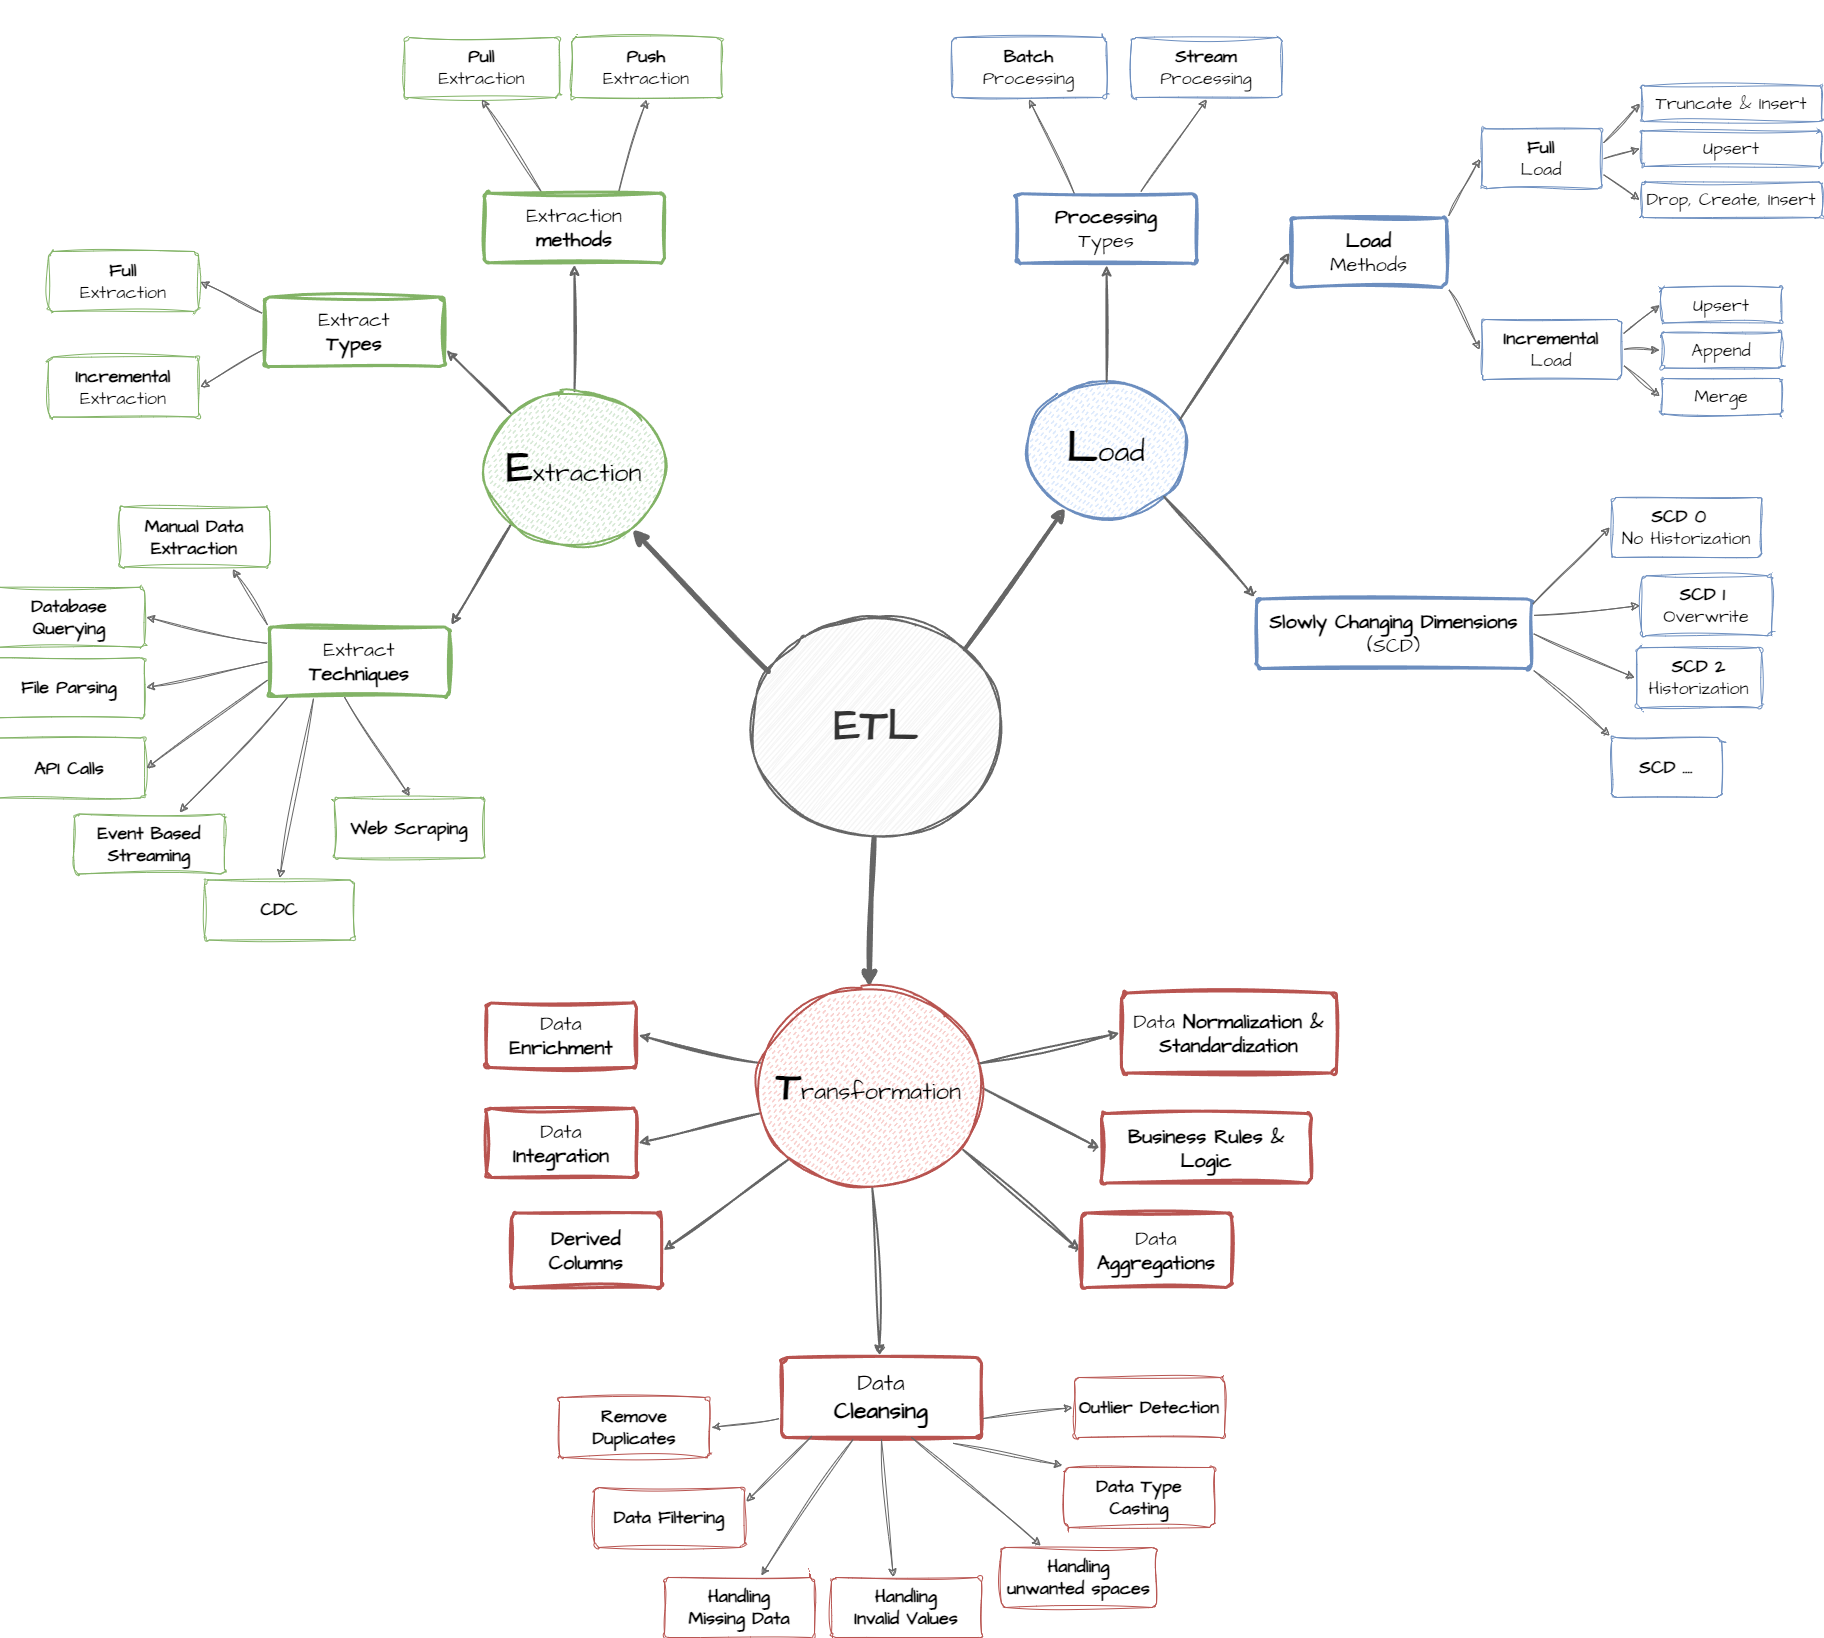 Pull
Extraction
Push
Extraction
Extraction
methods
Full
Extraction
Incremental
Extraction
Extract
Types
Extraction
Manual Data
Extraction
Database
Querying
File Parsing
API Calls
Event Based
Streaming
CDC
Web Scraping
Extract
Techniques
Batch
Processing
Stream
Processing
Processing
Types
Load
Load
Methods
Full
Load
Truncate & Insert
Upsert
Drop, Create, Insert
Incremental
Load
Upsert
Append
Merge
Slowly Changing Dimensions
(SCD)
SCD 0
No Historization
SCD 1
Overwrite
SCD 2
Historization
SCD ....
ETL
Transformation
Data
Enrichment
Data
Integration
Derived
Columns
Data Normalization &
Standardization
Business Rules &
Logic
Data
Aggregations
Data
Cleansing
Remove
Duplicates
Data Filtering
Handling
Missing Data
Handling
Invalid Values
Handling
unwanted spaces
Data Type
Casting
Outlier Detection